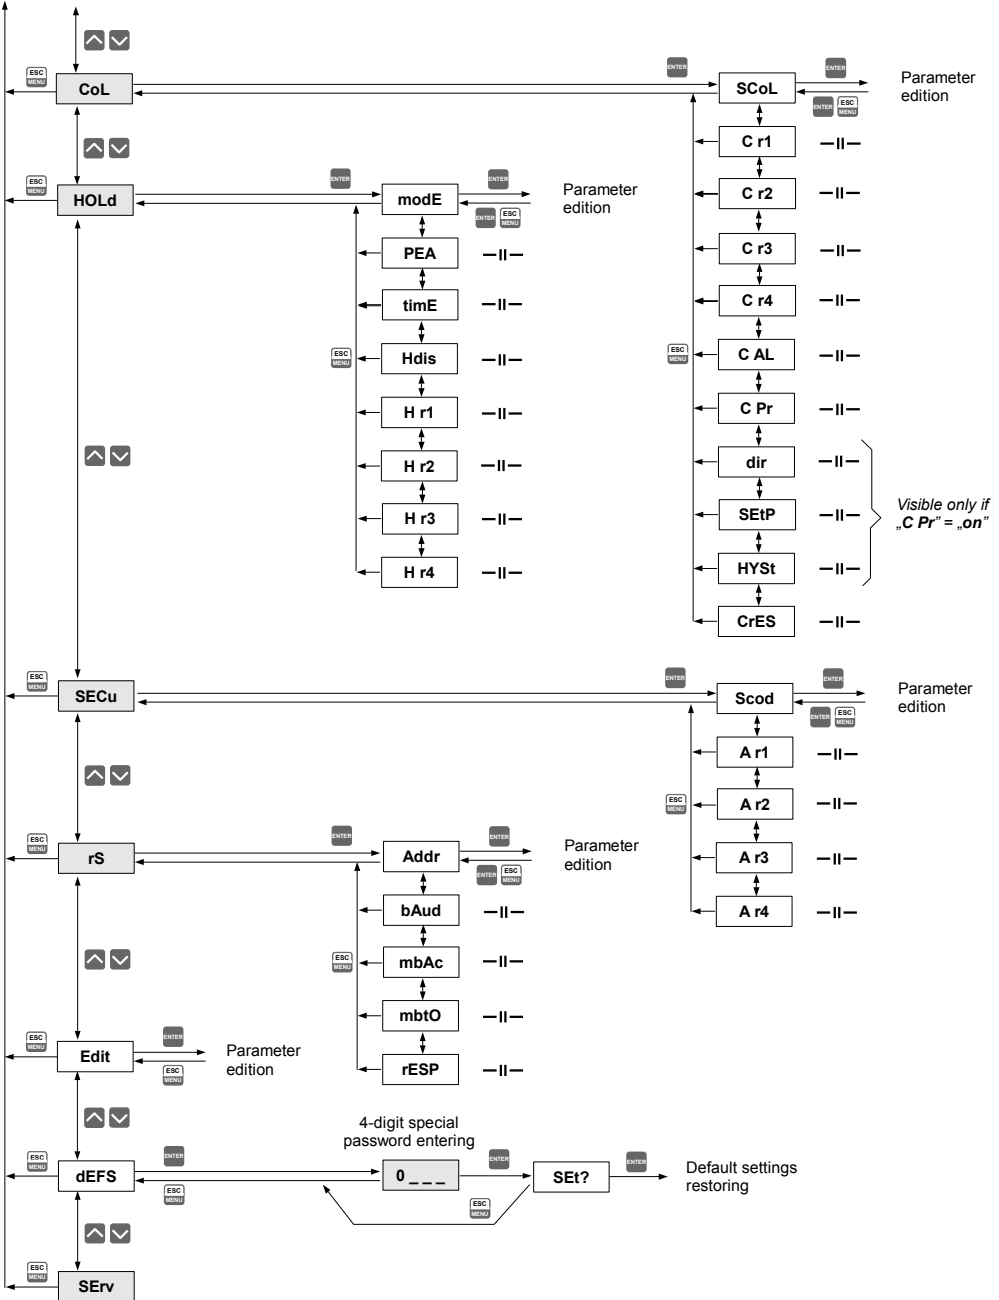 ESC
MENU
CoL
ENTER
SCoL
ENTER
ENTER
ESC
MENU
Parameter
edition
C r1
—II—
C r2
—II—
C r3
—II—
C r4
—II—
ESC
MENU
C AL
—II—
C Pr
—II—
dir
—II—
SEtP
—II—
HYSt
—II—
Visible only if
„C Pr” = „on”
CrES
—II—
ESC
MENU
HOLd
ENTER
modE
ENTER
ENTER
ESC
MENU
Parameter
edition
PEA
—II—
timE
—II—
ESC
MENU
Hdis
—II—
H r1
—II—
H r2
—II—
H r3
—II—
H r4
—II—
ESC
MENU
SECu
ENTER
Scod
ENTER
ENTER
ESC
MENU
Parameter
edition
A r1
—II—
ESC
MENU
A r2
—II—
A r3
—II—
A r4
—II—
ESC
MENU
rS
ENTER
Addr
ENTER
ENTER
ESC
MENU
Parameter
edition
bAud
—II—
ESC
MENU
mbAc
—II—
mbtO
—II—
rESP
—II—
ESC
MENU
Edit
ENTER
ESC
MENU
Parameter
edition
ESC
MENU
dEFS
ENTER
ESC
MENU
4-digit special
password entering
0 _ _ _
ENTER
ESC
MENU
SEt?
ENTER
Default settings
restoring
ESC
MENU
SErv